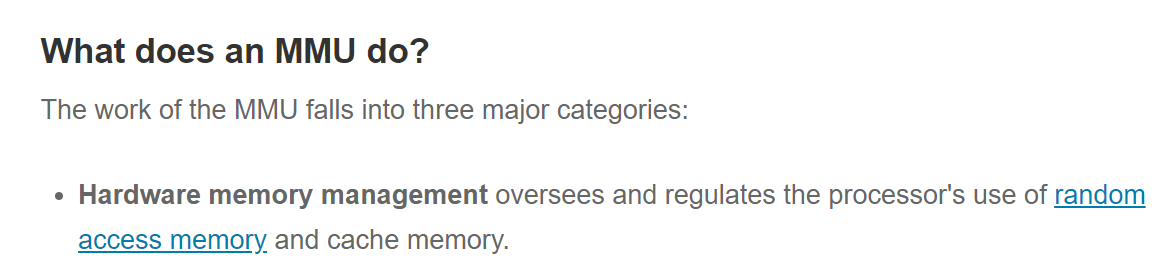 What does an MMU do?
The work of the MMU falls into three major categories:
• Hardware memory management oversees and regulates the processor's use of random
access memory and cache memory.